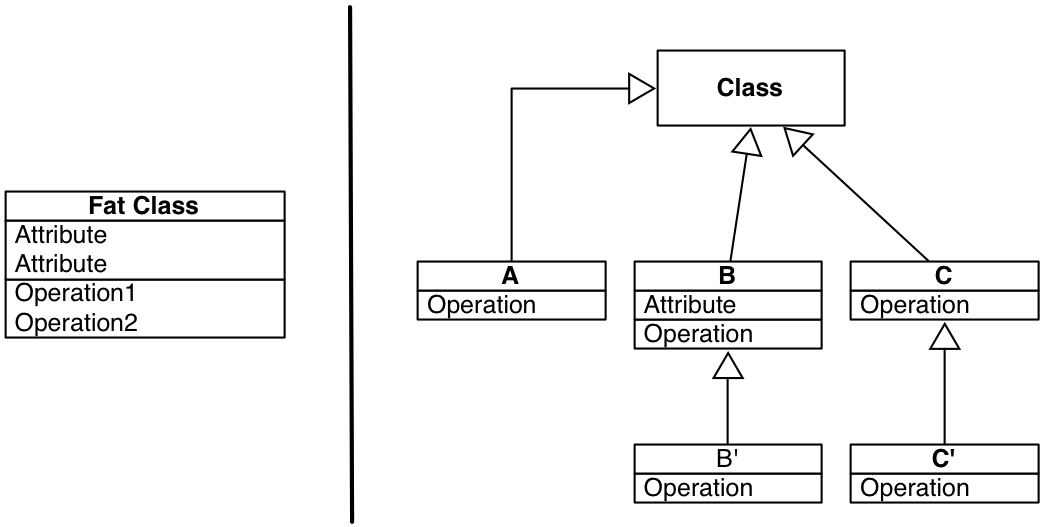 Fat Class
Attribute
Attribute
Operation1
Operation2
Class
A
Operation
B
Attribute
Operation
C
Operation
B'
Operation
C'
Operation